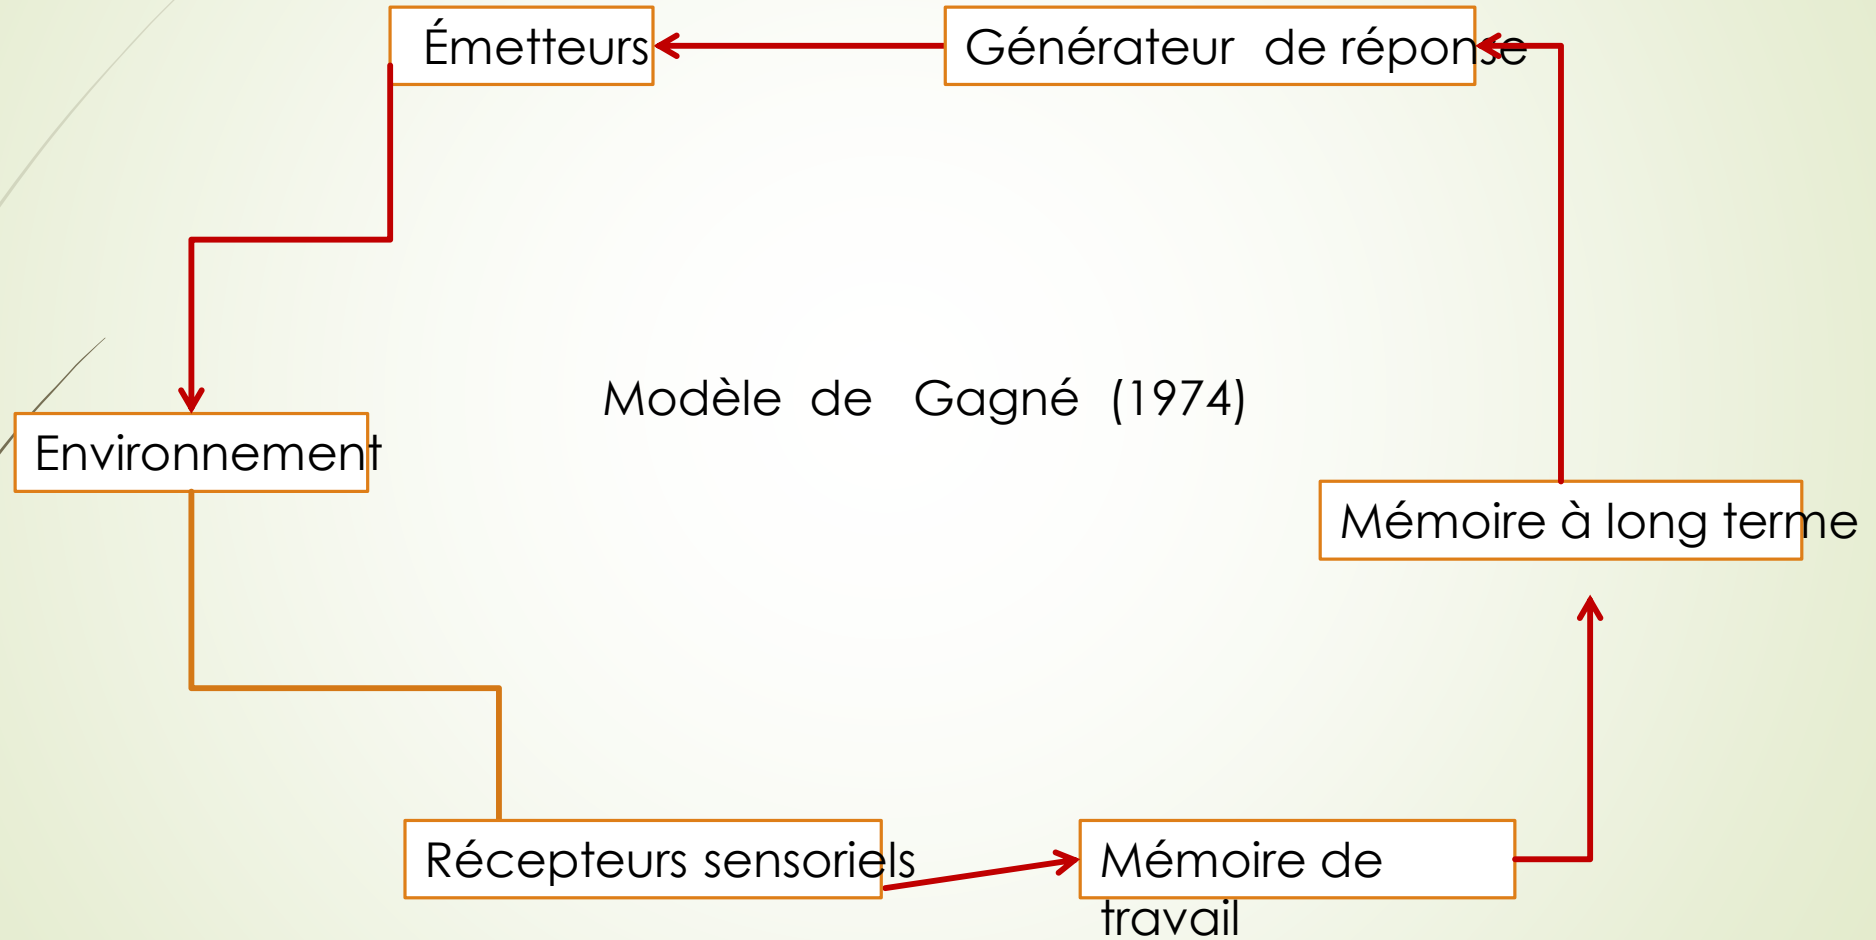 Émetteurs
Générateur de réponse
Modèle de Gagné (1974)
Environnement
Mémoire à long terme
Récepteurs sensoriels
Mémoire de
travail